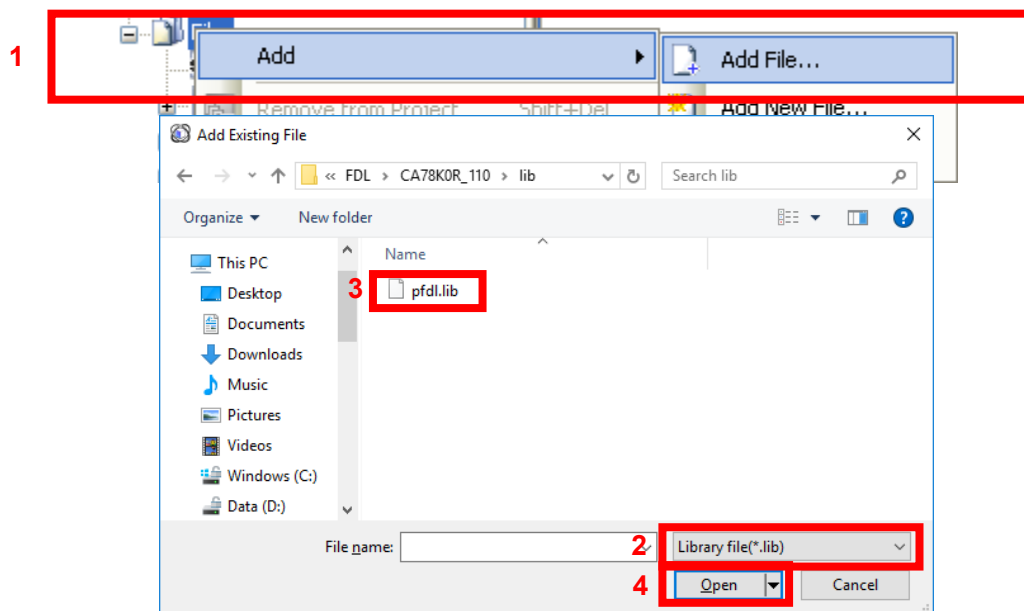 1
Add
Add File...
Remove from Project Shift+Del
Add New File...
Add Existing File
« FDL > CA78K0R_110 > lib
Search lib
Organize
New folder
Name
This PC
Desktop
Documents
Downloads
Music
Pictures
Videos
Windows (C:)
Data (D:)
3
pfdl.lib
File name:
2
Library file(*.lib)
4
Open
Cancel